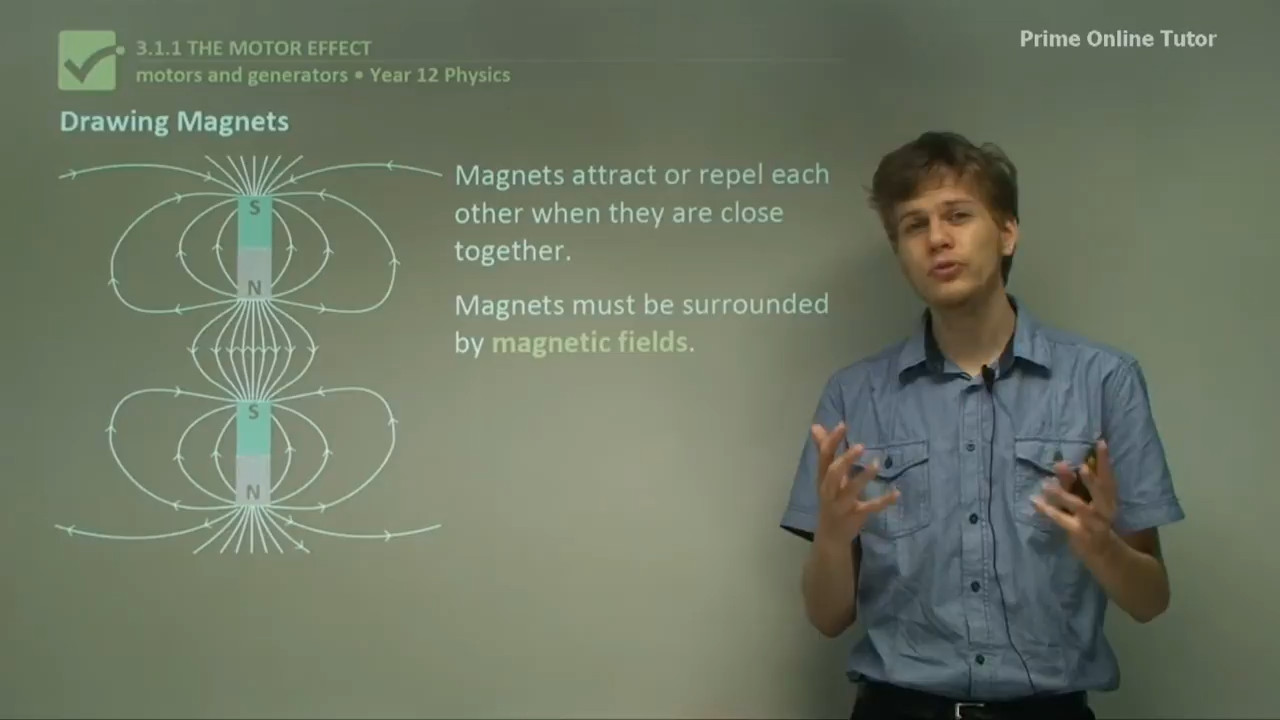 3.1.1 THE MOTOR EFFECT
motors and generators • Year 12 Physics
Prime Online Tutor
Drawing Magnets
S
N
S
N
Magnets attract or repel each
other when they are close
together.
Magnets must be surrounded
by magnetic fields.